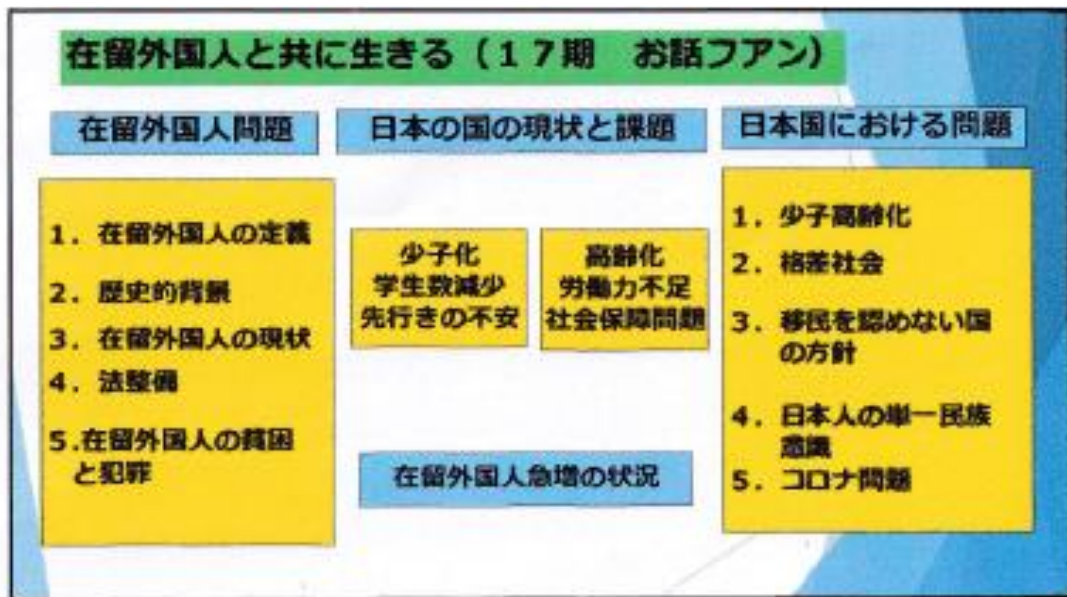 在留外国人と共に生きる（１７期　お話フアン）
在留外国人問題
1．在留外国人の定義
2．歴史的背景
3．在留外国人の現状
4．法整備
5.在留外国人の貧困
と犯罪
日本の国の現状と課題
少子化
学生数減少
先行きの不安
高齢化
労働力不足
社会保障問題
在留外国人急増の状況
日本国における問題
1．少子高齢化
2．格差社会
3．移民を認めない国
の方針
4．日本人の単一民族
意識
5．コロナ問題